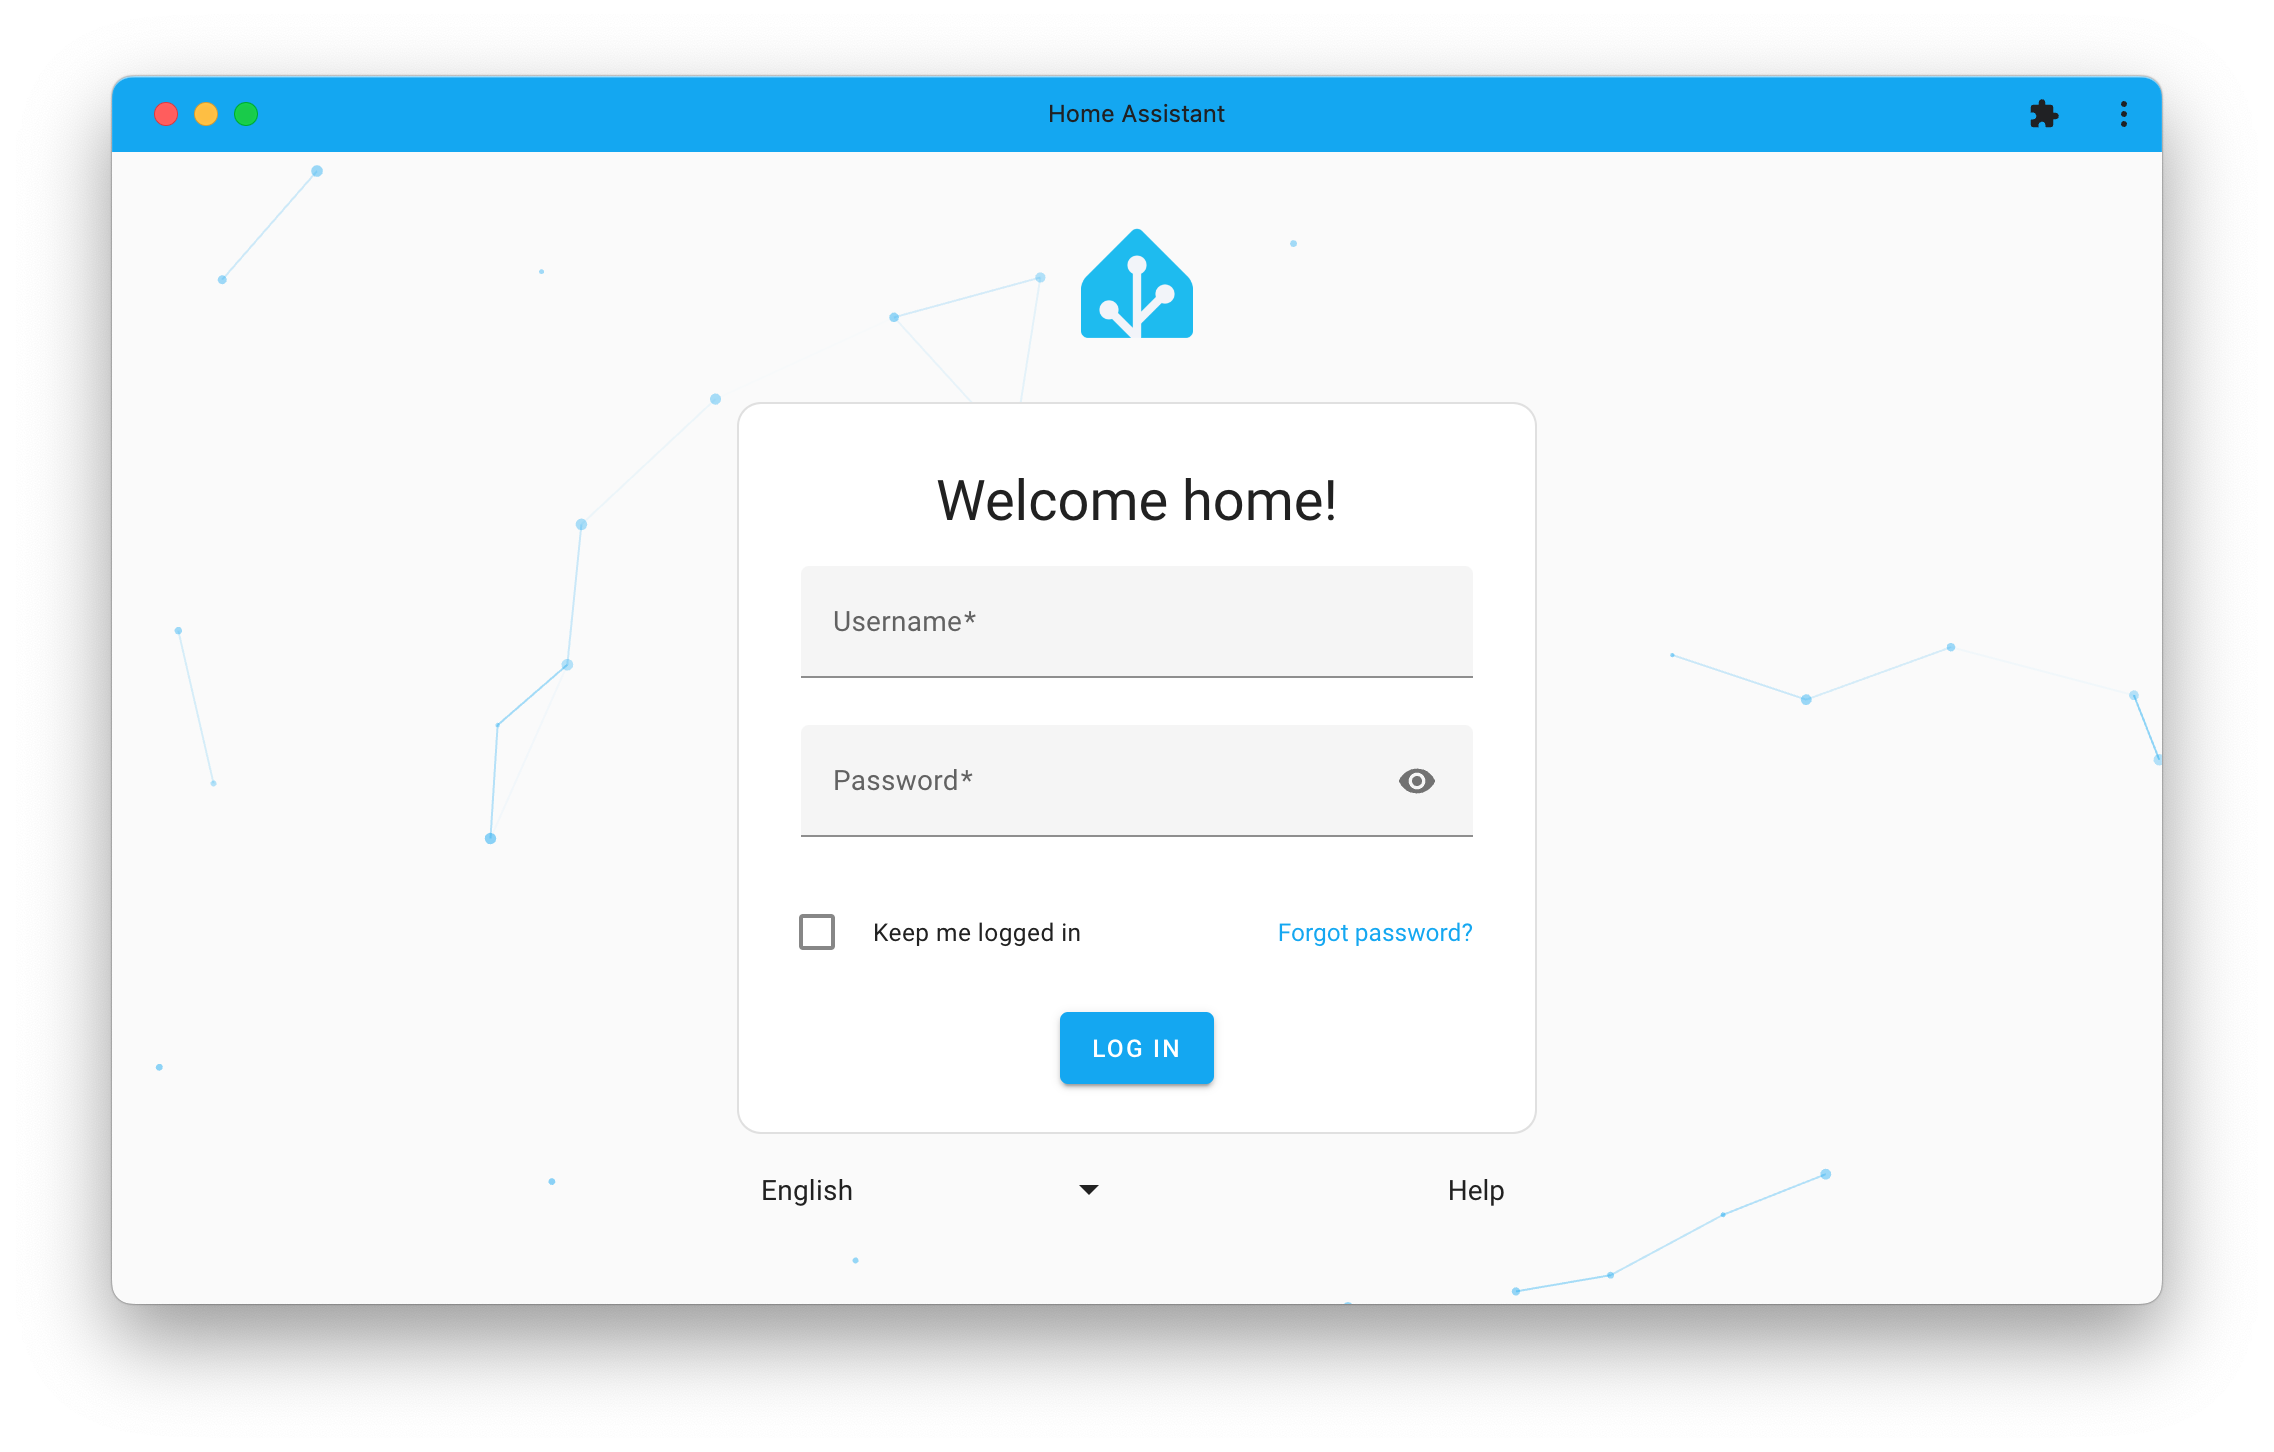 Home Assistant
Welcome home!
Username*
Password*
Keep me logged in
Forgot password?
LOG IN
English
Help